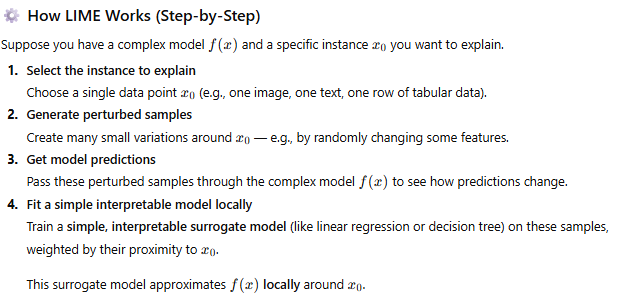 ⚙️ How LIME Works (Step-by-Step)
Suppose you have a complex model f(x) and a specific instance x₀ you want to explain.
1. Select the instance to explain
Choose a single data point x₀ (e.g., one image, one text, one row of tabular data).
2. Generate perturbed samples
Create many small variations around x₀ — e.g., by randomly changing some features.
3. Get model predictions
Pass these perturbed samples through the complex model f(x) to see how predictions change.
4. Fit a simple interpretable model locally
Train a simple, interpretable surrogate model (like linear regression or decision tree) on these samples,
weighted by their proximity to x₀.
This surrogate model approximates f(x) locally around x₀.